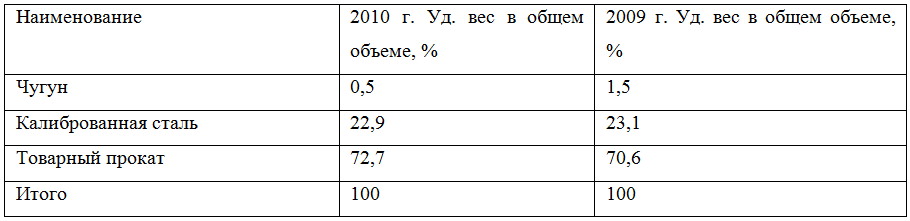 Наименование 2010 г. Уд. вес в общем 2009 г. Уд. вес в общем объеме,
объеме, % %
Чугун 0,5 1,5
Калиброванная сталь 22,9 23,1
Товарный прокат 72,7 70,6
Итого 100 100